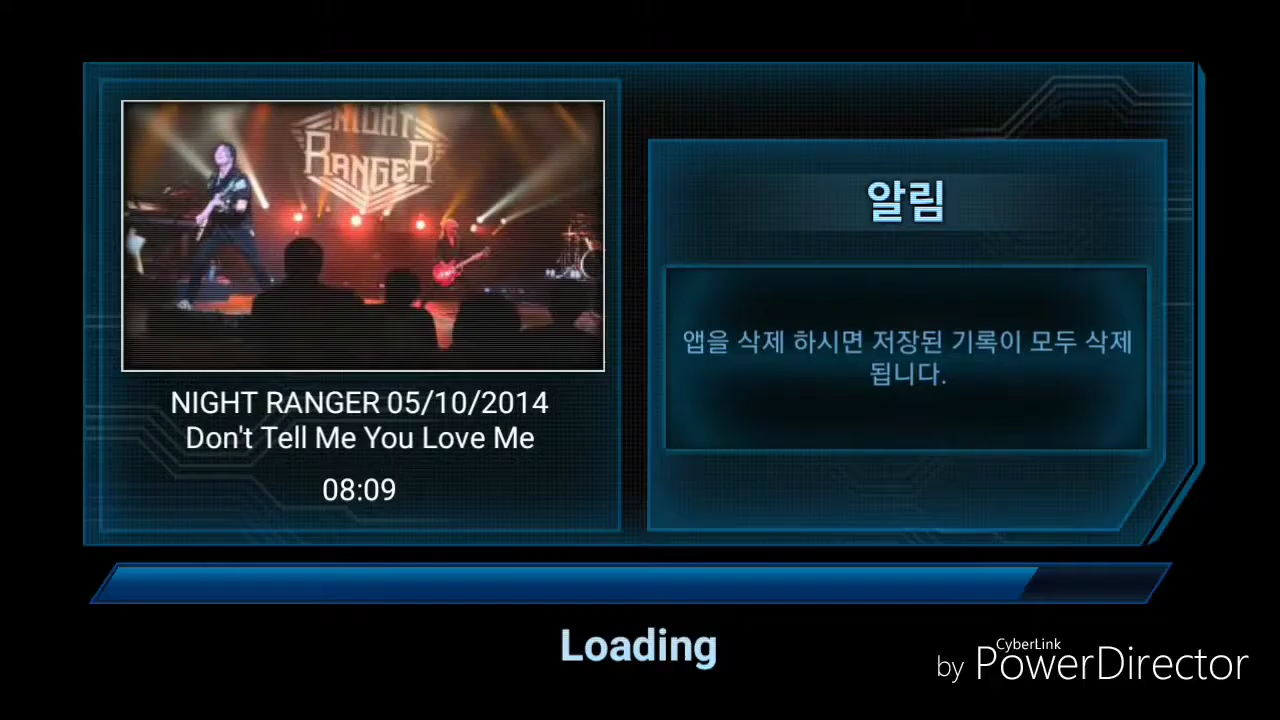 NIGHT
RANGER
NIGHT RANGER 05/10/2014
Don't Tell Me You Love Me
08:09
알림
앱을 삭제 하시면 저장된 기록이 모두 삭제
됩니다.
Loading
CyberLink
by PowerDirector